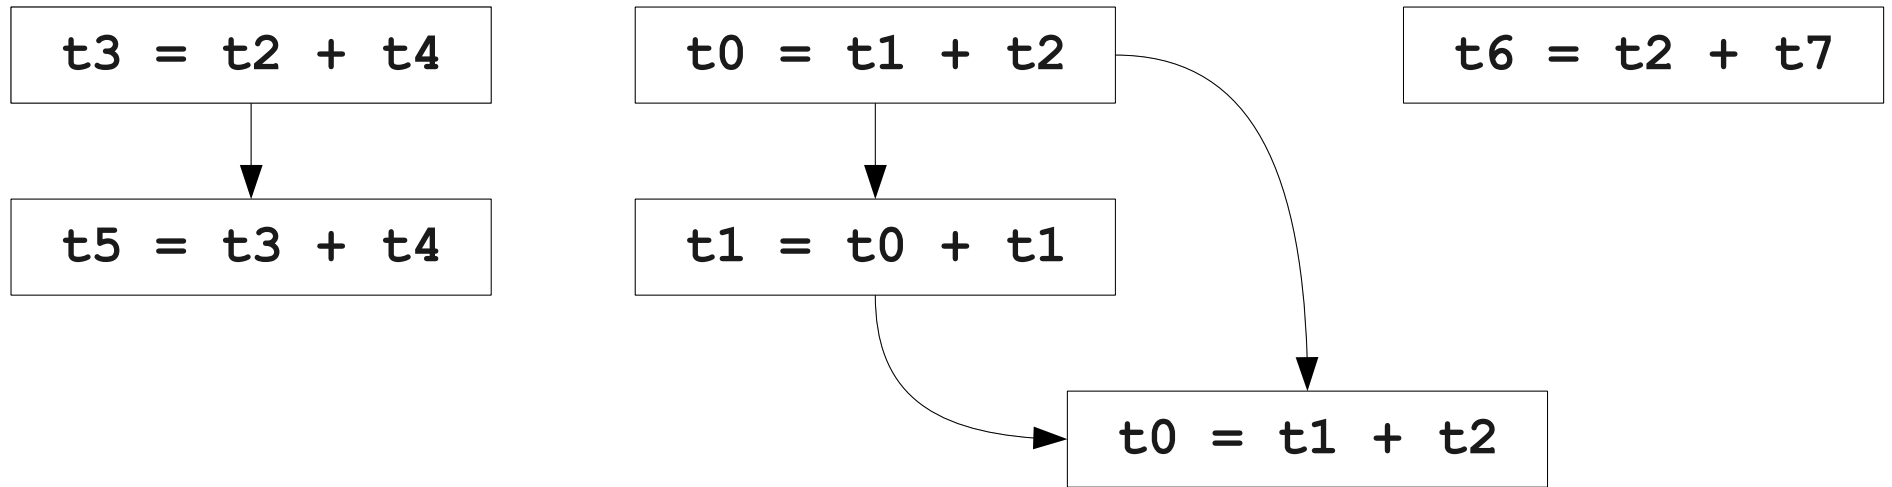 t3 = t2 + t4
t0 = t1 + t2
t6 = t2 + t7
t5 = t3 + t4
t1 = t0 + t1
t0 = t1 + t2